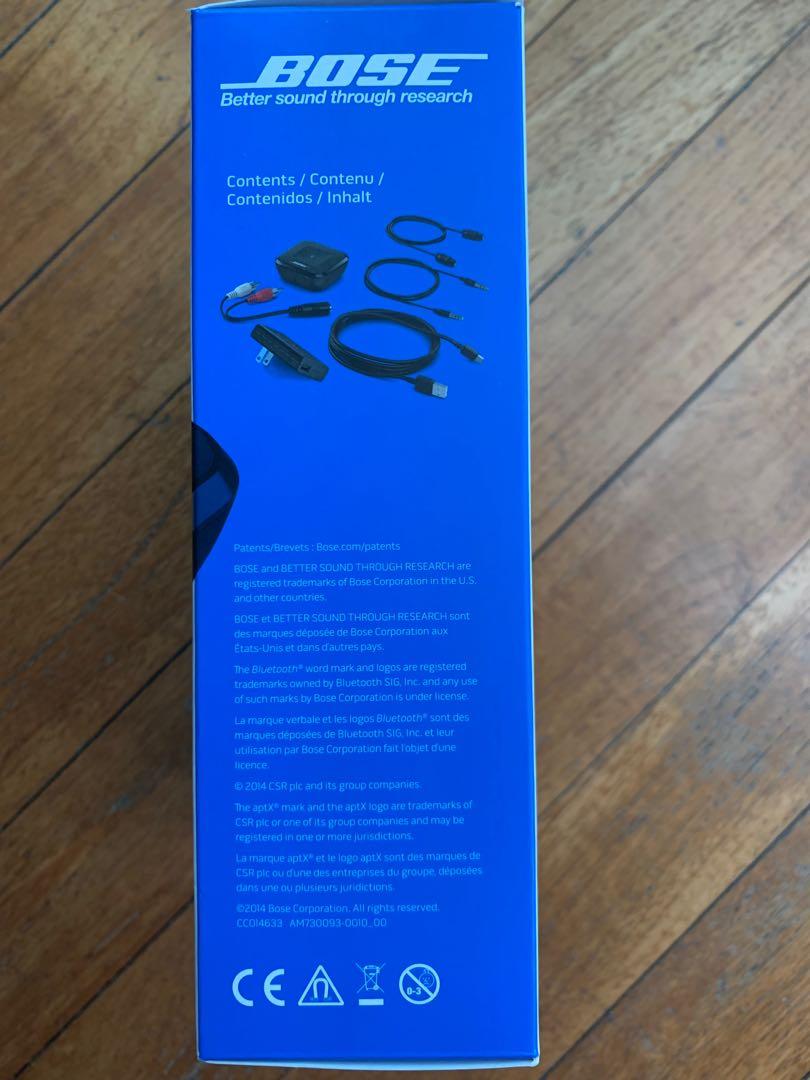 BOSE
Better sound through research
Contents / Contenu /
Contenidos / Inhalt
Patents/Brevets : Bose.com/patents
BOSE and BETTER SOUND THROUGH RESEARCH are
registered trademarks of Bose Corporation in the U.S.
and other countries.
BOSE et BETTER SOUND THROUGH RESEARCH sont
des marques déposée de Bose Corporation aux
États-Unis et dans d'autres pays.
The Bluetooth® word mark and logos are registered
trademarks owned by Bluetooth SIG, Inc. and any use
of such marks by Bose Corporation is under license.
La marque verbale et les logos Bluetooth® sont des
marques déposées de Bluetooth SIG, Inc. et leur
utilisation par Bose Corporation fait l'objet d'une
licence.
© 2014 CSR plc and its group companies.
The aptX® mark and the aptX logo are trademarks of
CSR plc or one of its group companies and may be
registered in one or more jurisdictions.
La marque aptX® et le logo aptX sont des marques de
CSR plc ou d'une des entreprises du groupe, déposées
dans une ou plusieurs juridictions.
©2014 Bose Corporation. All rights reserved.
CC014633 AM730093-0010_00
CE
0-3